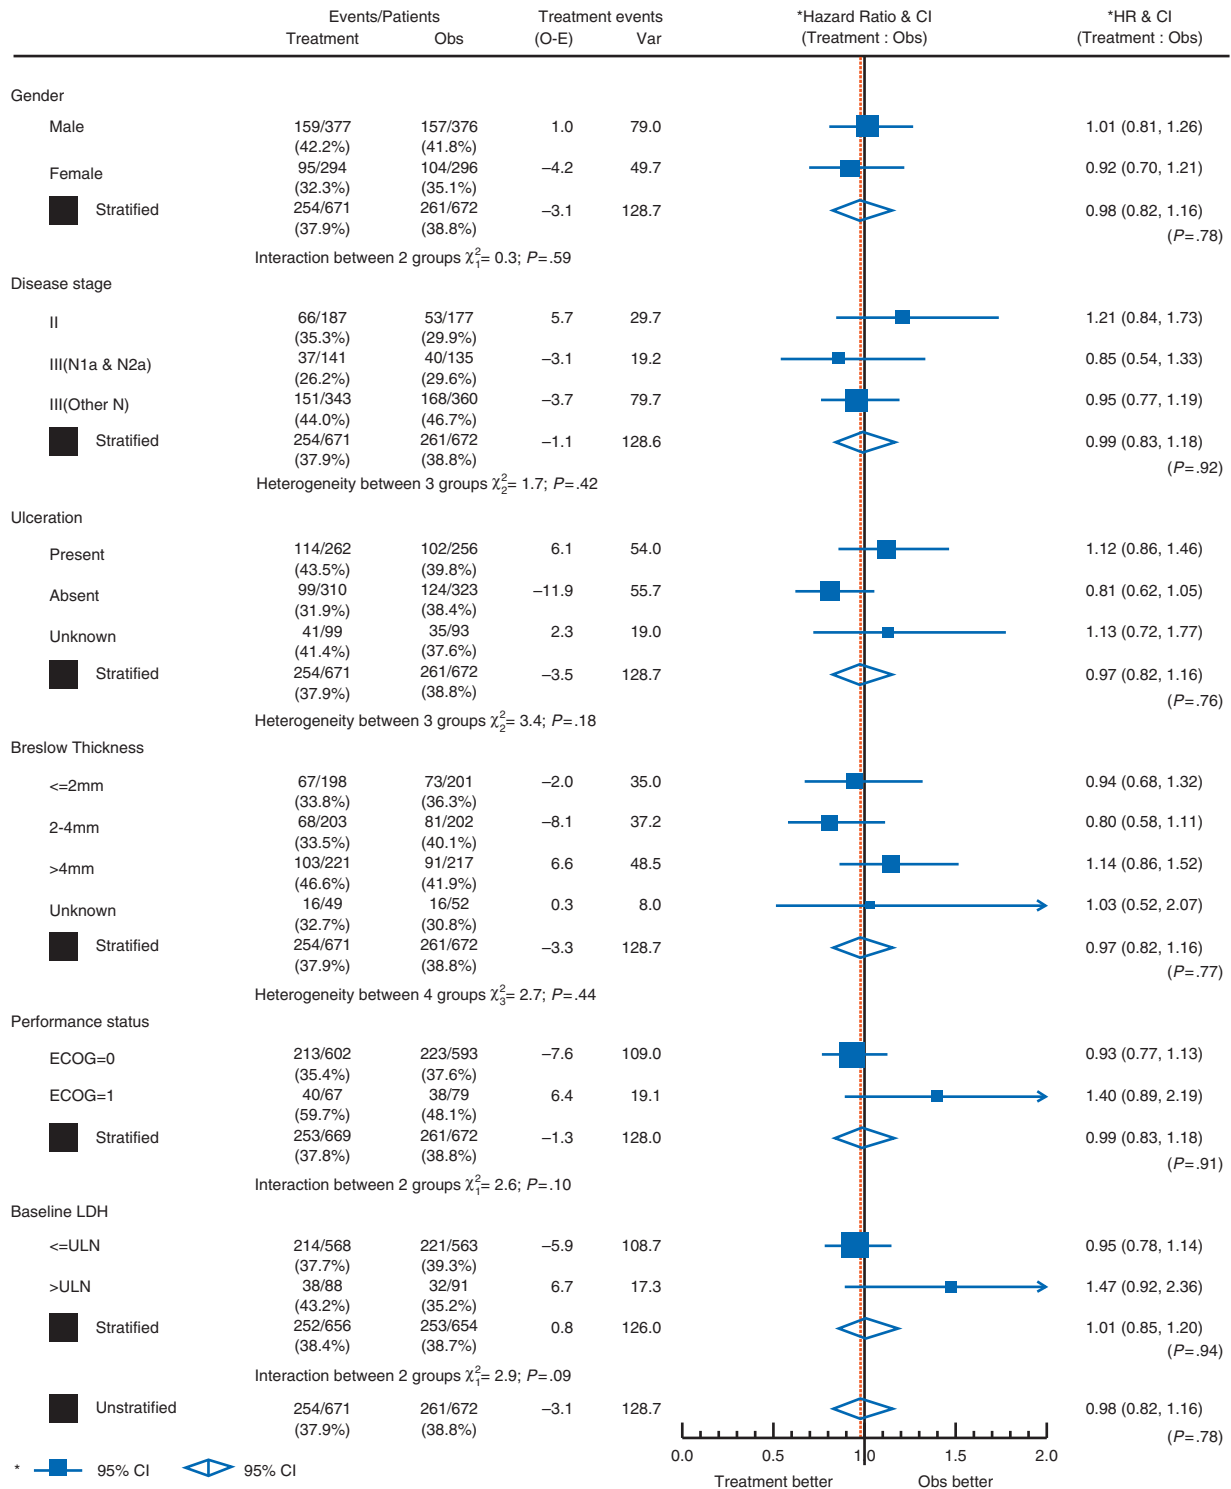 Events/Patients Treatment events *Hazard Ratio & CI *HR & CI
Treatment Obs (O-E) Var (Treatment : Obs) (Treatment : Obs)
Gender
Male 159/377 157/376 1.0 79.0 1.01 (0.81, 1.26)
(42.2%) (41.8%)
Female 95/294 104/296 –4.2 49.7 0.92 (0.70, 1.21)
(32.3%) (35.1%)
Stratified 254/671 261/672 –3.1 128.7 0.98 (0.82, 1.16)
(37.9%) (38.8%) (P=.78)
Interaction between 2 groups χ²₁= 0.3; P=.59
Disease stage
II 66/187 53/177 5.7 29.7 1.21 (0.84, 1.73)
(35.3%) (29.9%)
III(N1a & N2a) 37/141 40/135 –3.1 19.2 0.85 (0.54, 1.33)
(26.2%) (29.6%)
III(Other N) 151/343 168/360 –3.7 79.7 0.95 (0.77, 1.19)
(44.0%) (46.7%)
Stratified 254/671 261/672 –1.1 128.6 0.99 (0.83, 1.18)
(37.9%) (38.8%) (P=.92)
Heterogeneity between 3 groups χ²₂= 1.7; P=.42
Ulceration
Present 114/262 102/256 6.1 54.0 1.12 (0.86, 1.46)
(43.5%) (39.8%)
Absent 99/310 124/323 –11.9 55.7 0.81 (0.62, 1.05)
(31.9%) (38.4%)
Unknown 41/99 35/93 2.3 19.0 1.13 (0.72, 1.77)
(41.4%) (37.6%)
Stratified 254/671 261/672 –3.5 128.7 0.97 (0.82, 1.16)
(37.9%) (38.8%) (P=.76)
Heterogeneity between 3 groups χ²₂= 3.4; P=.18
Breslow Thickness
<=2mm 67/198 73/201 –2.0 35.0 0.94 (0.68, 1.32)
(33.8%) (36.3%)
2-4mm 68/203 81/202 –8.1 37.2 0.80 (0.58, 1.11)
(33.5%) (40.1%)
>4mm 103/221 91/217 6.6 48.5 1.14 (0.86, 1.52)
(46.6%) (41.9%)
Unknown 16/49 16/52 0.3 8.0 1.03 (0.52, 2.07)
(32.7%) (30.8%)
Stratified 254/671 261/672 –3.3 128.7 0.97 (0.82, 1.16)
(37.9%) (38.8%) (P=.77)
Heterogeneity between 4 groups χ²₃= 2.7; P=.44
Performance status
ECOG=0 213/602 223/593 –7.6 109.0 0.93 (0.77, 1.13)
(35.4%) (37.6%)
ECOG=1 40/67 38/79 6.4 19.1 1.40 (0.89, 2.19)
(59.7%) (48.1%)
Stratified 253/669 261/672 –1.3 128.0 0.99 (0.83, 1.18)
(37.8%) (38.8%) (P=.91)
Interaction between 2 groups χ²₁= 2.6; P=.10
Baseline LDH
<=ULN 214/568 221/563 –5.9 108.7 0.95 (0.78, 1.14)
(37.7%) (39.3%)
>ULN 38/88 32/91 6.7 17.3 1.47 (0.92, 2.36)
(43.2%) (35.2%)
Stratified 252/656 253/654 0.8 126.0 1.01 (0.85, 1.20)
(38.4%) (38.7%) (P=.94)
Interaction between 2 groups χ²₁= 2.9; P=.09
Unstratified 254/671 261/672 –3.1 128.7 0.98 (0.82, 1.16)
(37.9%) (38.8%) (P=.78)
0.0 0.5 1.0 1.5 2.0
* 95% CI 95% CI
Treatment better Obs better